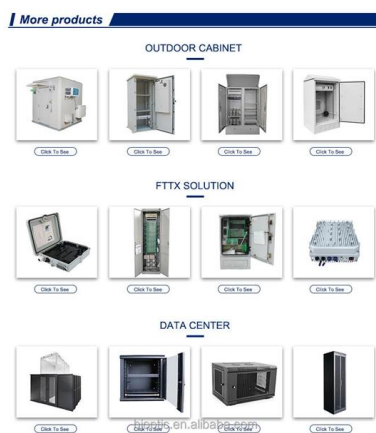 More products
OUTDOOR CABINET
Click To See Click To See Click To See Click To See
FTTX SOLUTION
Click To See Click To See Click To See Click To See
DATA CENTER
Click To See Click To See Click To See Click To See